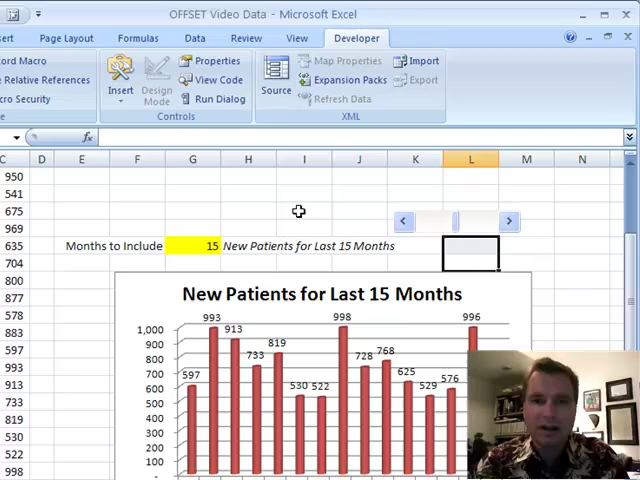 OFFSET Video Data - Microsoft Excel
Page Layout Formulas Data Review View Developer
cord Macro
e Relative References
cro Security
Insert
Design Mode
Properties
View Code
Run Dialog
Controls
Source
Map Properties
Expansion Packs
Refresh Data
Import
Export
XML
fx
C D E F G H I J K L M N
950
541
675
969
635 Months to Include 15 New Patients for Last 15 Months
704
800
877
578
883
597
993
913
733
819
530
522
998
New Patients for Last 15 Months
1,000
900
800
700
600
500
400
300
200
100
-
597 993 913 733 819 530 522 998 728 768 625 529 576 996